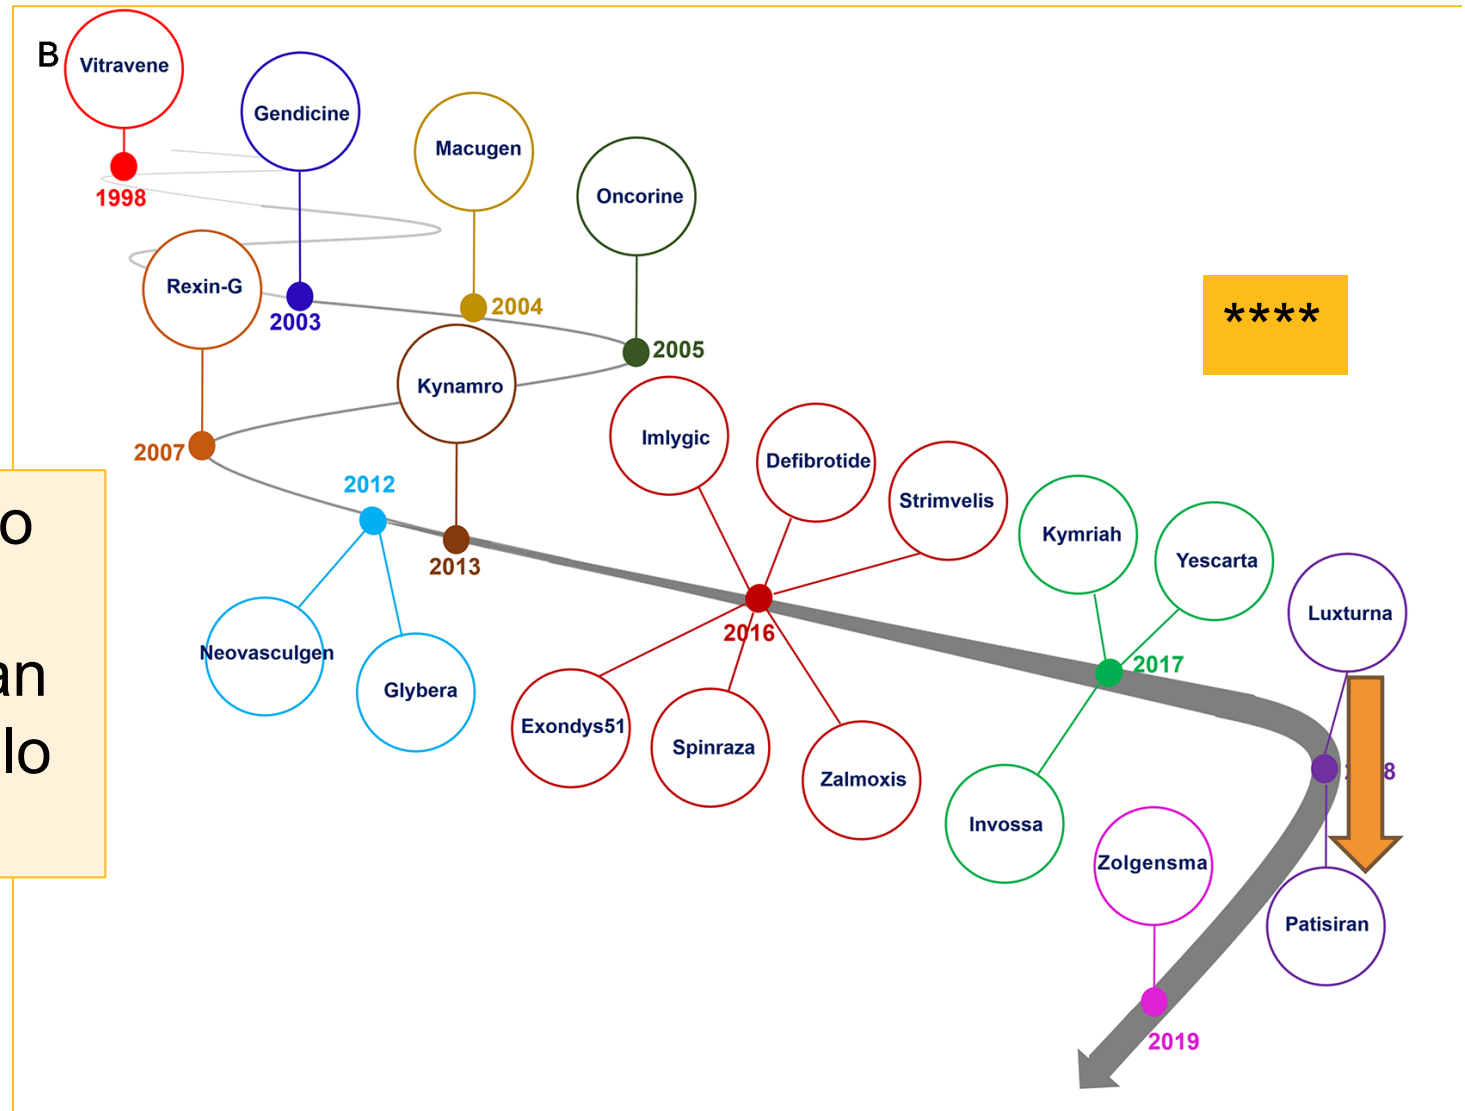 B
Vitravene
1998
Gendicine
2003
Macugen
2004
Oncorine
2005
Rexin-G
2007
****
Kynamro
2013
2012
Neovasculgen
Glybera
Imlygic
Defibrotide
Strimvelis
2016
Exondys51
Spinraza
Zalmoxis
Kymriah
Yescarta
2017
Invossa
Luxturna
Patisiran
Zolgensma
2019
o
an
lo